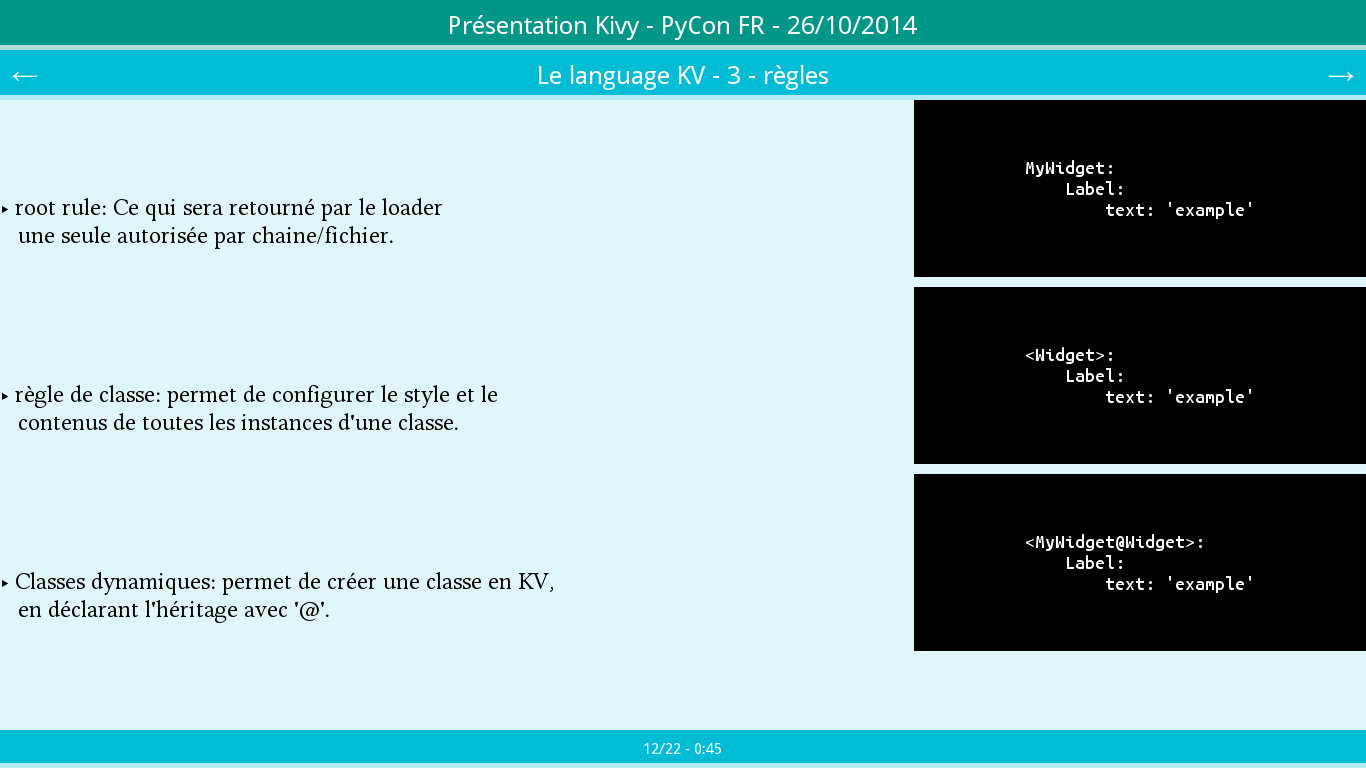 Présentation Kivy - PyCon FR - 26/10/2014
← Le language KV - 3 - règles →
‣ root rule: Ce qui sera retourné par le loader
une seule autorisée par chaine/fichier.
MyWidget:
    Label:
        text: 'example'
‣ règle de classe: permet de configurer le style et le
contenus de toutes les instances d'une classe.
<Widget>:
    Label:
        text: 'example'
‣ Classes dynamiques: permet de créer une classe en KV,
en déclarant l'héritage avec '@'.
<MyWidget@Widget>:
    Label:
        text: 'example'
12/22 - 0:45